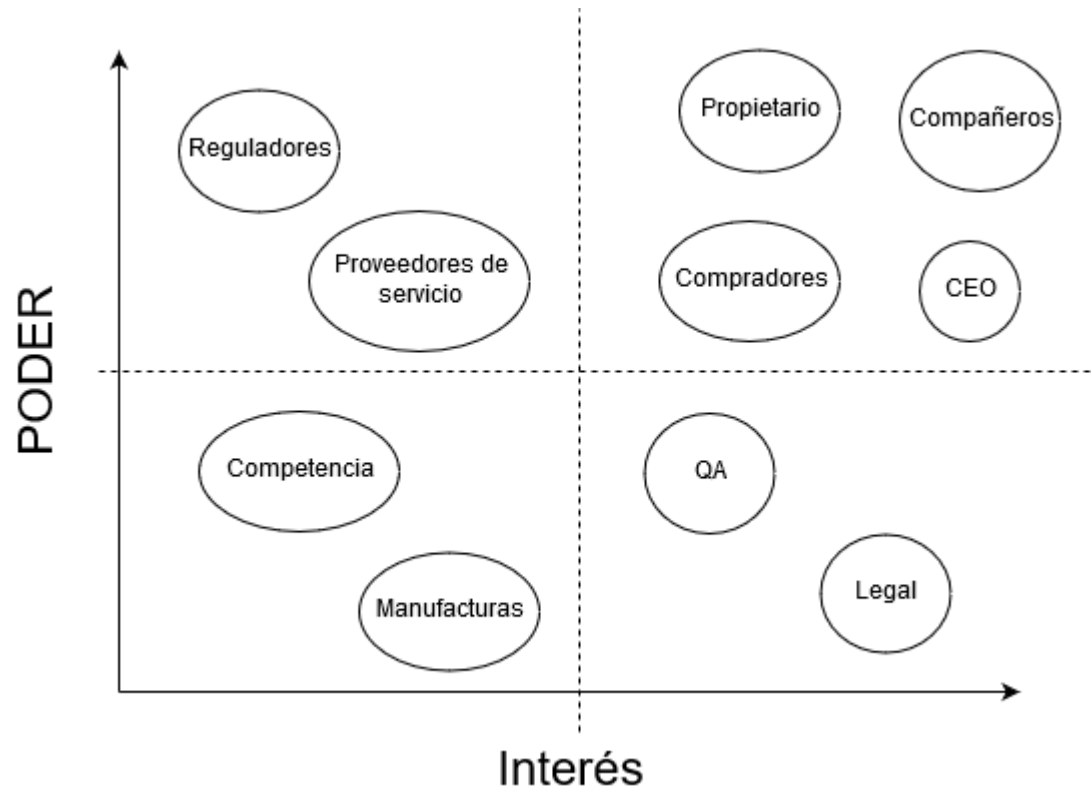 Propietario
Compañeros
Reguladores
Proveedores de
servicio
Compradores
CEO
PODER
Competencia
QA
Manufacturas
Legal
Interés